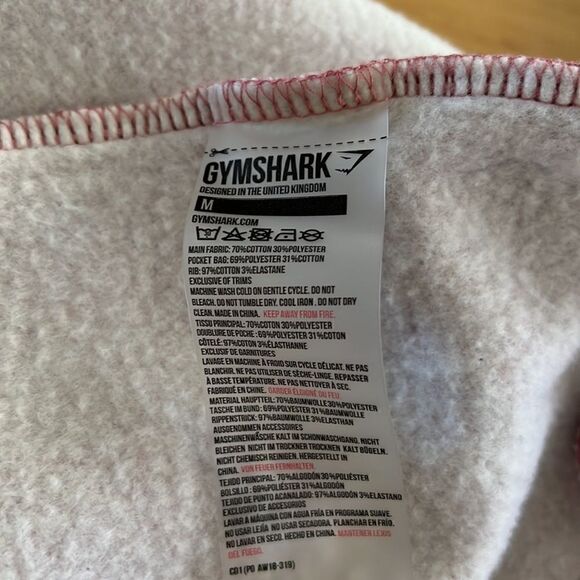 GYMSHARK
DESIGNED IN THE UNITED KINGDOM
M
GYMSHARK.COM
MAIN FABRIC: 70%COTTON 30%POLYESTER
POCKET BAG: 69%POLYESTER 31%COTTON
RIB: 97%COTTON 3%ELASTANE
EXCLUSIVE OF TRIMS
MACHINE WASH COLD ON GENTLE CYCLE. DO NOT
BLEACH. DO NOT TUMBLE DRY. COOL IRON. DO NOT DRY
CLEAN. MADE IN CHINA. KEEP AWAY FROM FIRE.
TISSU PRINCIPAL: 70%COTON 30%POLYESTER
DOUBLURE DE POCHE: 69%POLYESTER 31%COTON
CÔTELÉ: 97%COTON 3%ÉLASTHANNE
EXCLUSIF DE GARNITURES
LAVAGE EN MACHINE À FROID SUR CYCLE DÉLICAT. NE PAS
BLANCHIR. NE PAS UTILISER DE SÈCHE-LINGE. REPASSER
À BASSE TEMPÉRATURE. NE PAS NETTOYER À SEC.
FABRIQUÉ EN CHINE. GARDER ÉLOIGNÉ DU FEU.
MATERIAL HAUPTTEIL: 70%BAUMWOLLE 30%POLYESTER
TASCHE IM BUND: 69%POLYESTER 31%BAUMWOLLE
RIPPENSTRICK: 97%BAUMWOLLE 3%ELASTHAN
AUSGENOMMEN ACCESSOIRES
MASCHINENWÄSCHE KALT IM SCHONWASCHGANG. NICHT
BLEICHEN NICHT IM TROCKNER TROCKNEN KALT BÜGELN.
NICHT CHEMISCH REINIGEN. HERGESTELLT IN
CHINA. VON FEUER FERNHALTEN.
TEJIDO PRINCIPAL: 70%ALGODÓN 30%POLIÉSTER
BOLSILLO: 69%POLIÉSTER 31%ALGODÓN
TEJIDO DE PUNTO ACANALADO: 97%ALGODÓN 3%ELASTANO
EXCLUSIVO DE ACCESORIOS
LAVAR A MÁQUINA CON AGUA FRÍA EN PROGRAMA SUAVE.
NO USAR LEJÍA NO USAR SECADORA. PLANCHAR EN FRÍO.
NO LAVAR EN SECO. HECHO EN CHINA. MANTENER LEJOS
DEL FUEGO.
C01 (PO AW18-319)